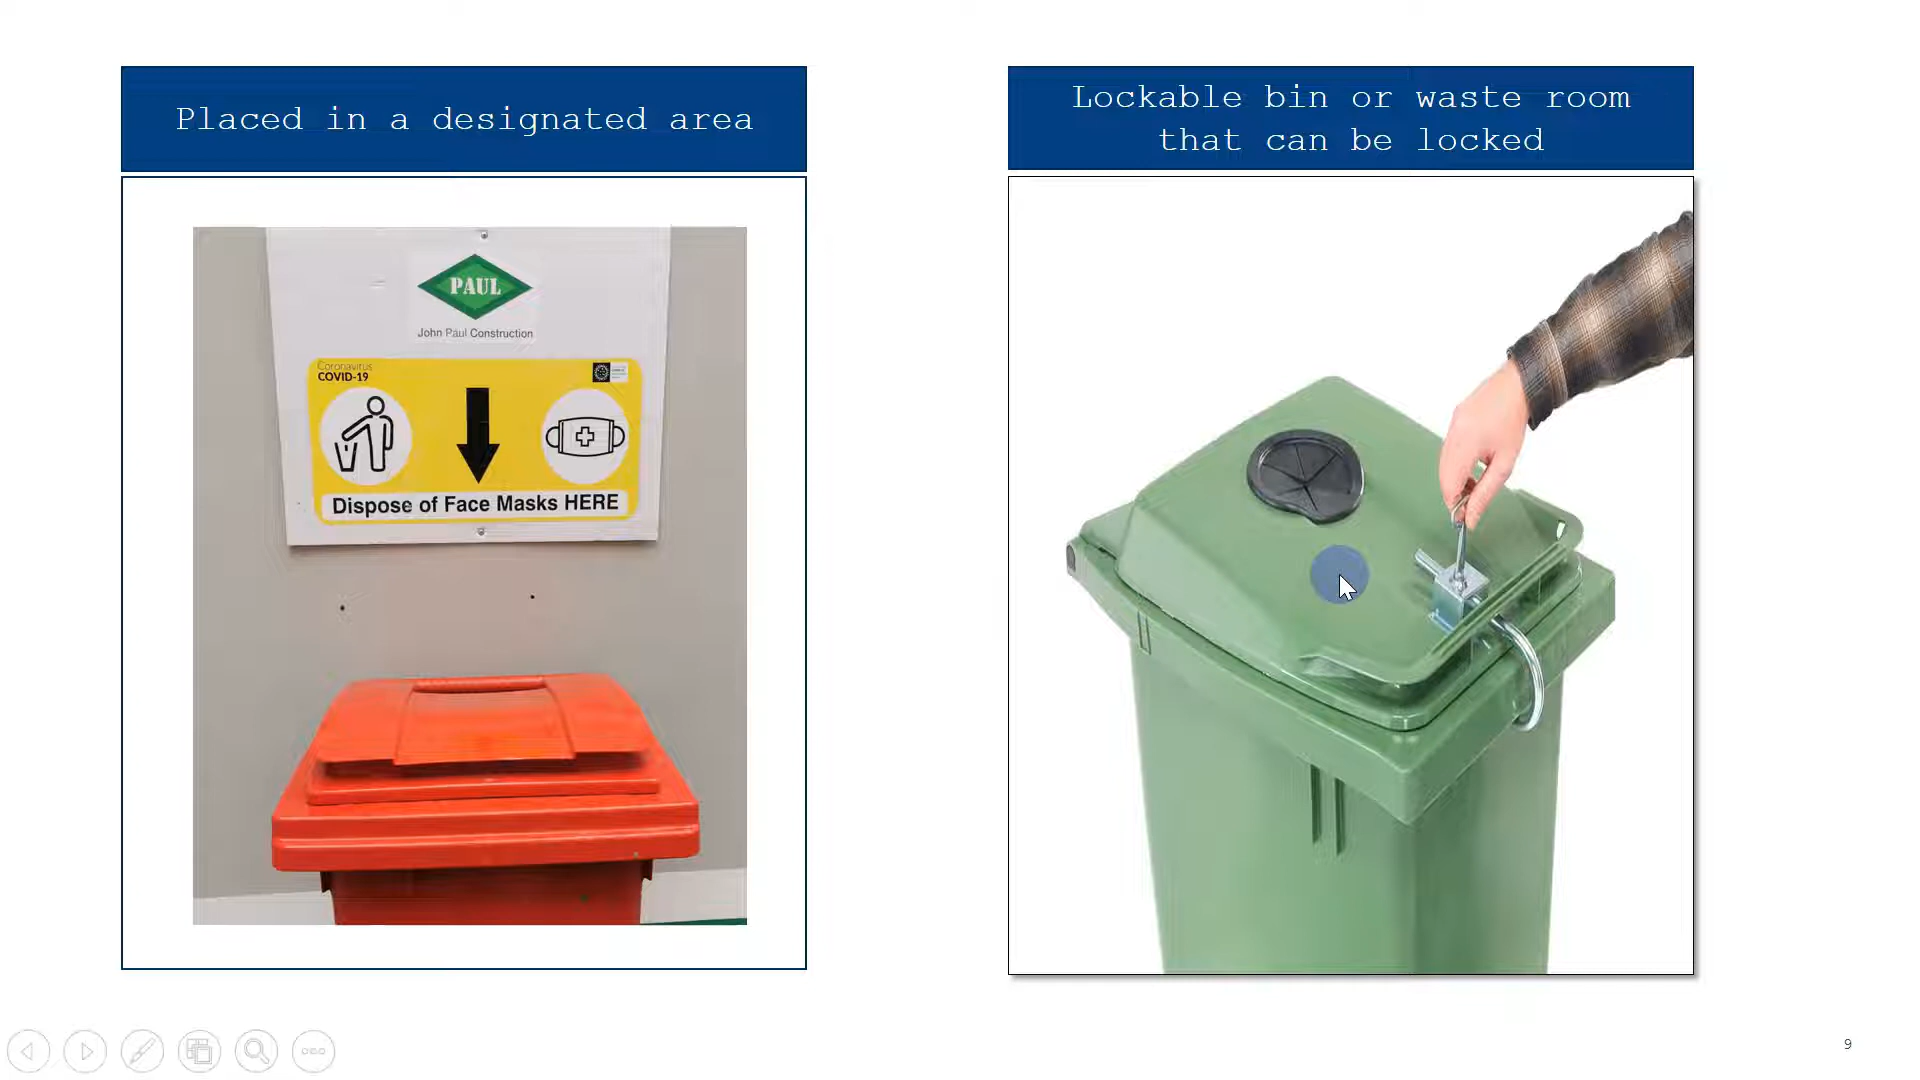 Placed in a designated area
Lockable bin or waste room
that can be locked
PAUL
John Paul Construction
Coronavirus
COVID-19
Dispose of Face Masks HERE
9